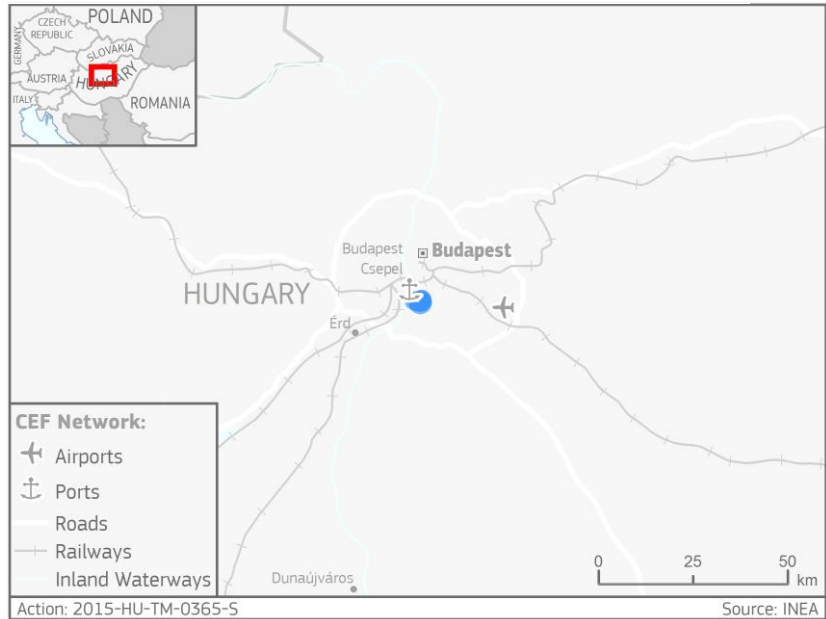 POLAND
CZECH
REPUBLIC
GERMANY
SLOVAKIA
AUSTRIA
HUNGARY
ITALY
ROMANIA
Budapest
Csepel
Budapest
HUNGARY
Érd
Dunaújváros
CEF Network:
Airports
Ports
Roads
Railways
Inland Waterways
0 25 50
km
Action: 2015-HU-TM-0365-S
Source: INEA